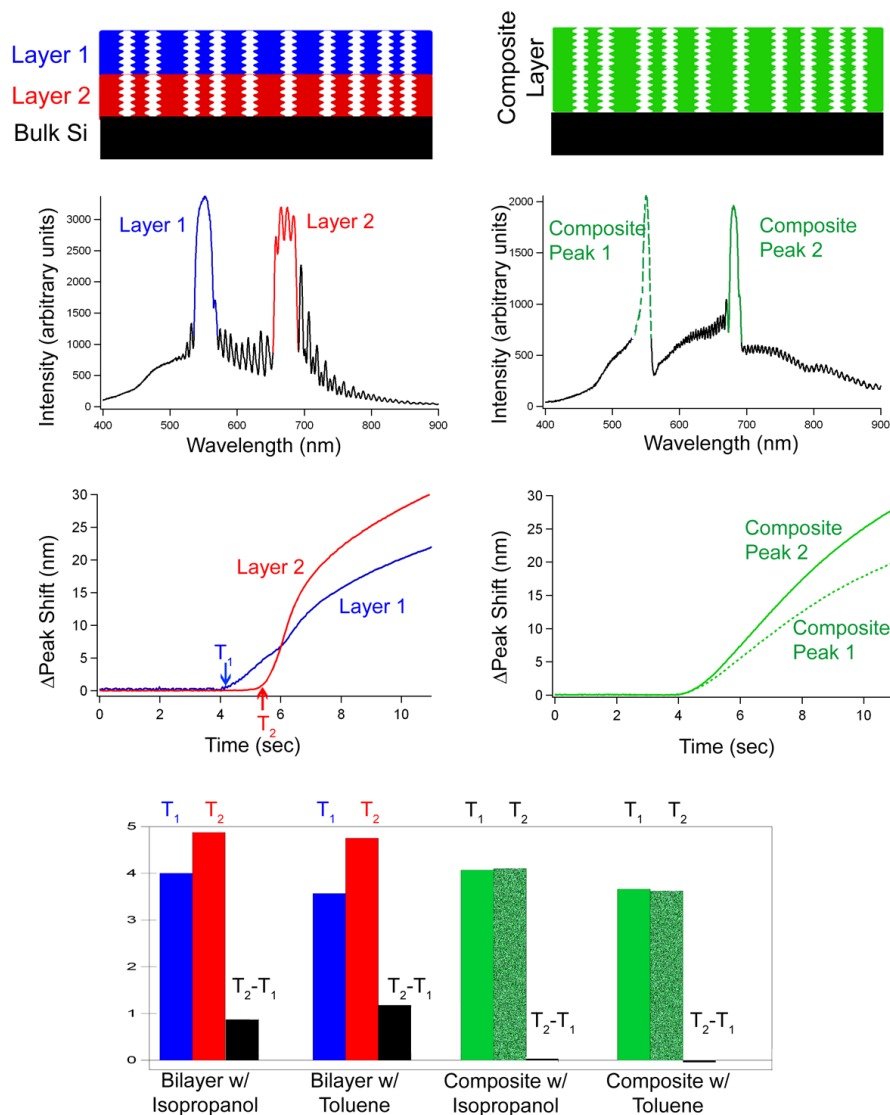 Layer 1
Layer 2
Bulk Si
Composite
Layer
Intensity (arbitrary units)
3000
2500
2000
1500
1000
500
0
Layer 1
Layer 2
400
500
600
700
800
900
Wavelength (nm)
Intensity (arbitrary units)
2000
1500
1000
500
0
Composite
Peak 1
Composite
Peak 2
400
500
600
700
800
900
Wavelength (nm)
ΔPeak Shift (nm)
30
25
20
15
10
5
0
Layer 2
Layer 1
T1
T2
0
2
4
6
8
10
Time (sec)
ΔPeak Shift (nm)
30
25
20
15
10
5
0
Composite
Peak 2
Composite
Peak 1
0
2
4
6
8
10
Time (sec)
5
4
3
2
1
0
T1 T2
T2-T1
T1 T2
T2-T1
T1 T2
T2-T1
T1 T2
T2-T1
Bilayer w/
Isopropanol
Bilayer w/
Toluene
Composite w/
Isopropanol
Composite w/
Toluene